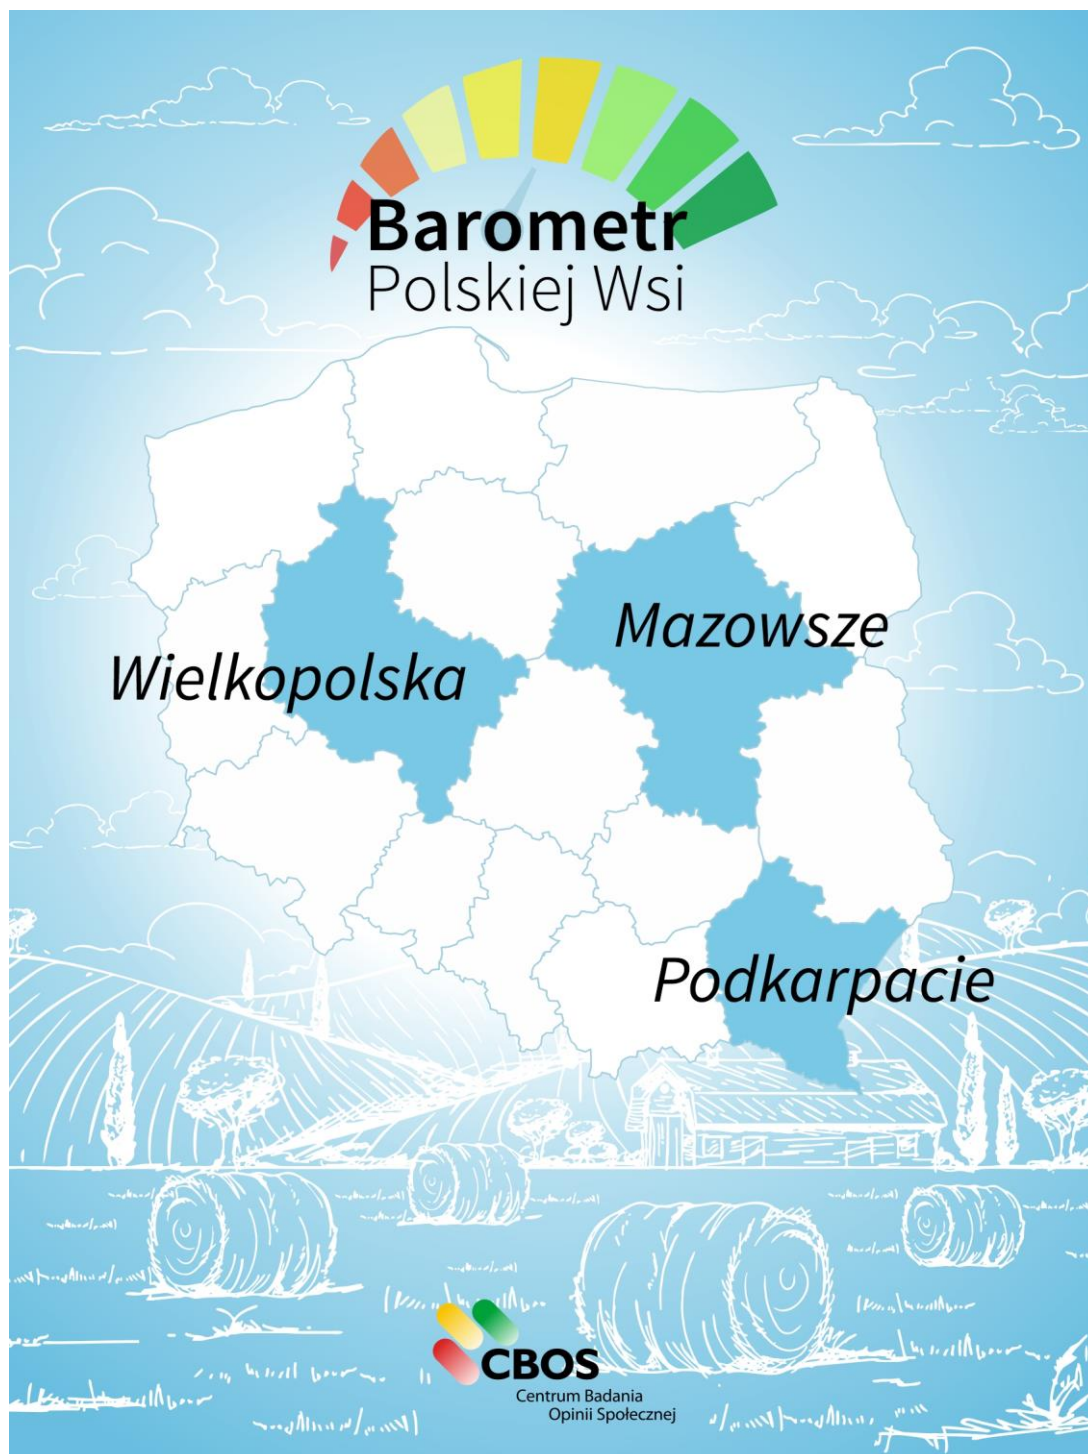 Barometr
Polskiej Wsi
Mazowsze
Wielkopolska
Podkarpacie
CBOS
Centrum Badania
Opinii Społecznej